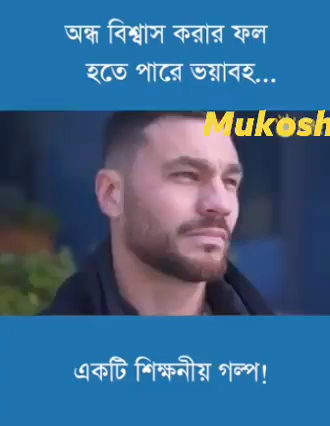 অন্ধ বিশ্বাস করার ফল
হতে পারে ভয়াবহ...
Mukosh
একটি শিক্ষনীয় গল্প!